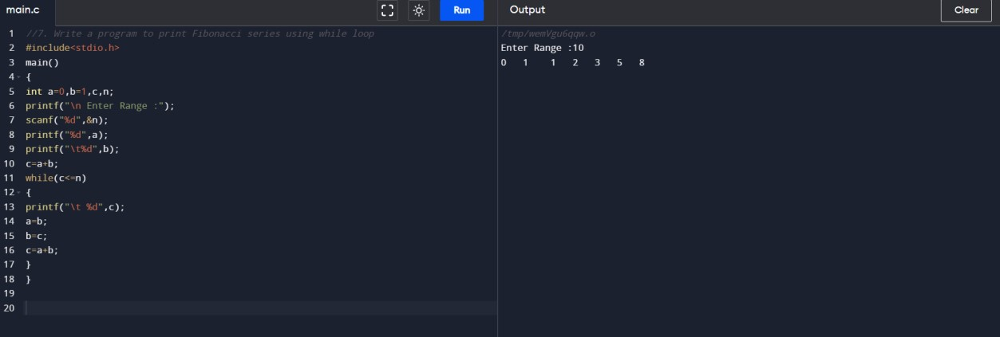 main.c Run Output Clear
1 //7. Write a program to print Fibonacci series using while loop
2 #include<stdio.h>
3 main()
4 {
5 int a=0,b=1,c,n;
6 printf("\n Enter Range :");
7 scanf("%d",&n);
8 printf("%d",a);
9 printf("\t%d",b);
10 c=a+b;
11 while(c<=n)
12 {
13 printf("\t %d",c);
14 a=b;
15 b=c;
16 c=a+b;
17 }
18 }
19
20
/tmp/wemVgu6qqw.o
Enter Range :10
0 1 1 2 3 5 8